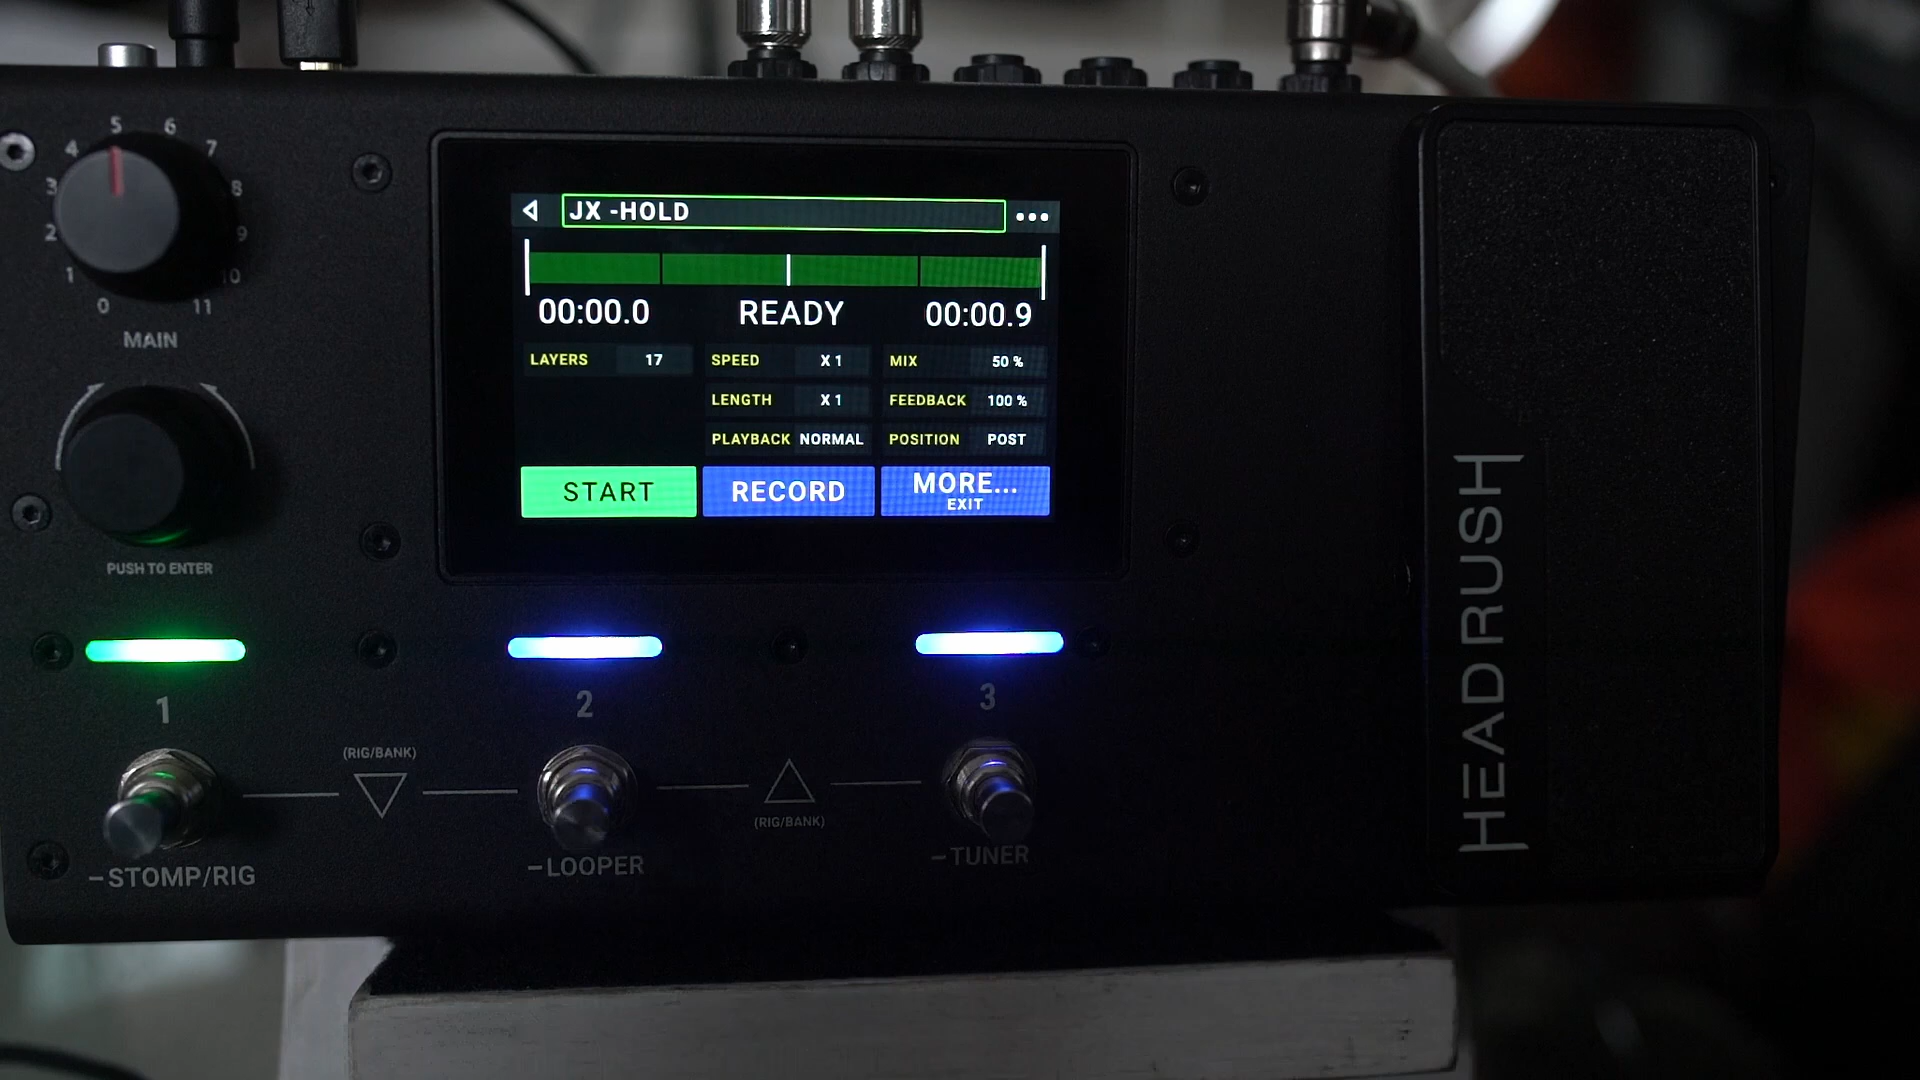 5 6
4 7
3 8
2 9
1 10
0 11
MAIN
PUSH TO ENTER
JX -HOLD
00:00.0 READY 00:00.9
LAYERS 17 SPEED X 1 MIX 50 %
LENGTH X 1 FEEDBACK 100 %
PLAYBACK NORMAL POSITION POST
START RECORD MORE...
EXIT
1 2 3
(RIG/BANK)
(RIG/BANK)
–STOMP/RIG –LOOPER –TUNER
HEADRUSH